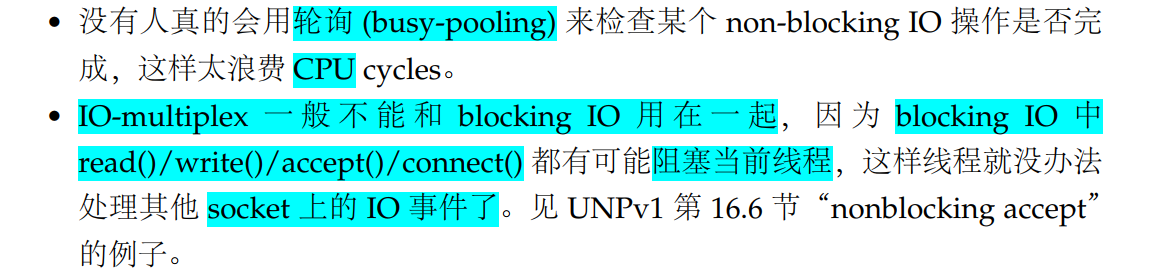 • 没有人真的会用轮询 (busy-pooling) 来检查某个 non-blocking IO 操作是否完
成，这样太浪费 CPU cycles。
• IO-multiplex 一般不能和 blocking IO 用在一起，因为 blocking IO 中
read()/write()/accept()/connect() 都有可能阻塞当前线程，这样线程就没办法
处理其他 socket 上的 IO 事件了。见 UNPv1 第 16.6 节“nonblocking accept”
的例子。